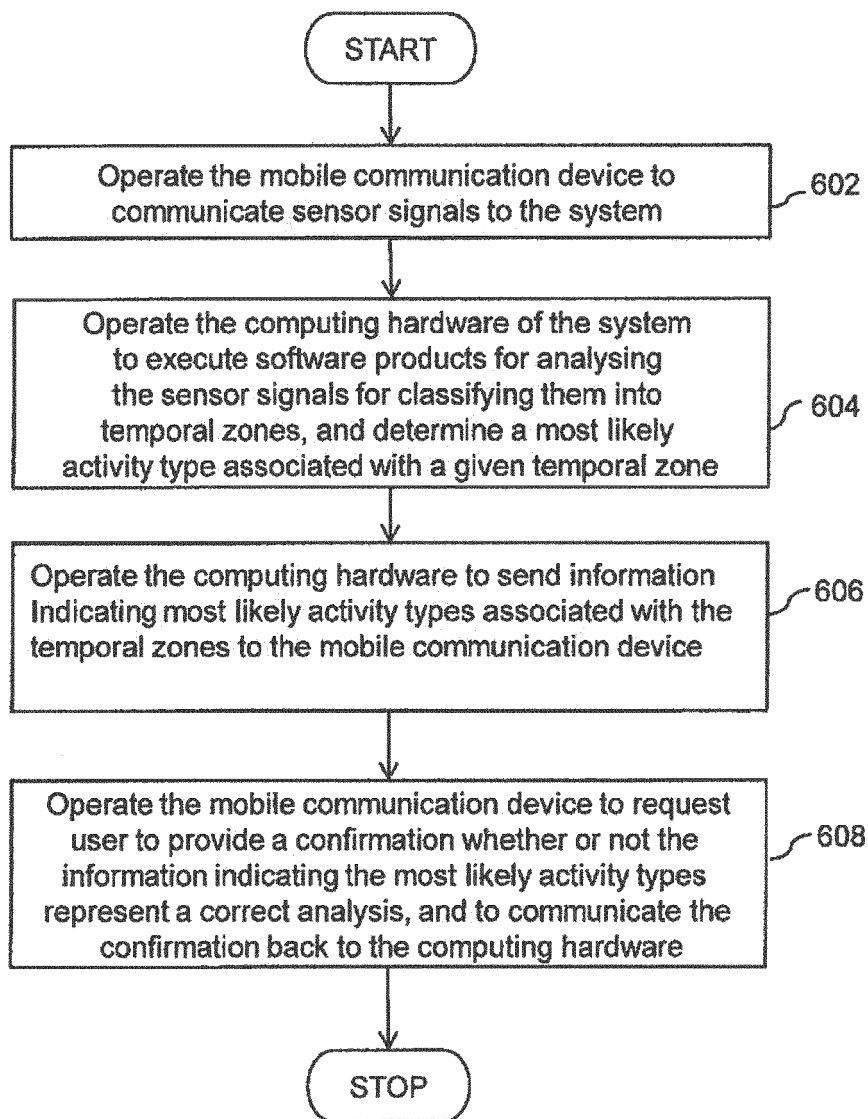 START
Operate the mobile communication device to
communicate sensor signals to the system
602
Operate the computing hardware of the system
to execute software products for analysing
the sensor signals for classifying them into
temporal zones, and determine a most likely
activity type associated with a given temporal zone
604
Operate the computing hardware to send information
Indicating most likely activity types associated with the
temporal zones to the mobile communication device
606
Operate the mobile communication device to request
user to provide a confirmation whether or not the
information indicating the most likely activity types
represent a correct analysis, and to communicate the
confirmation back to the computing hardware
608
STOP